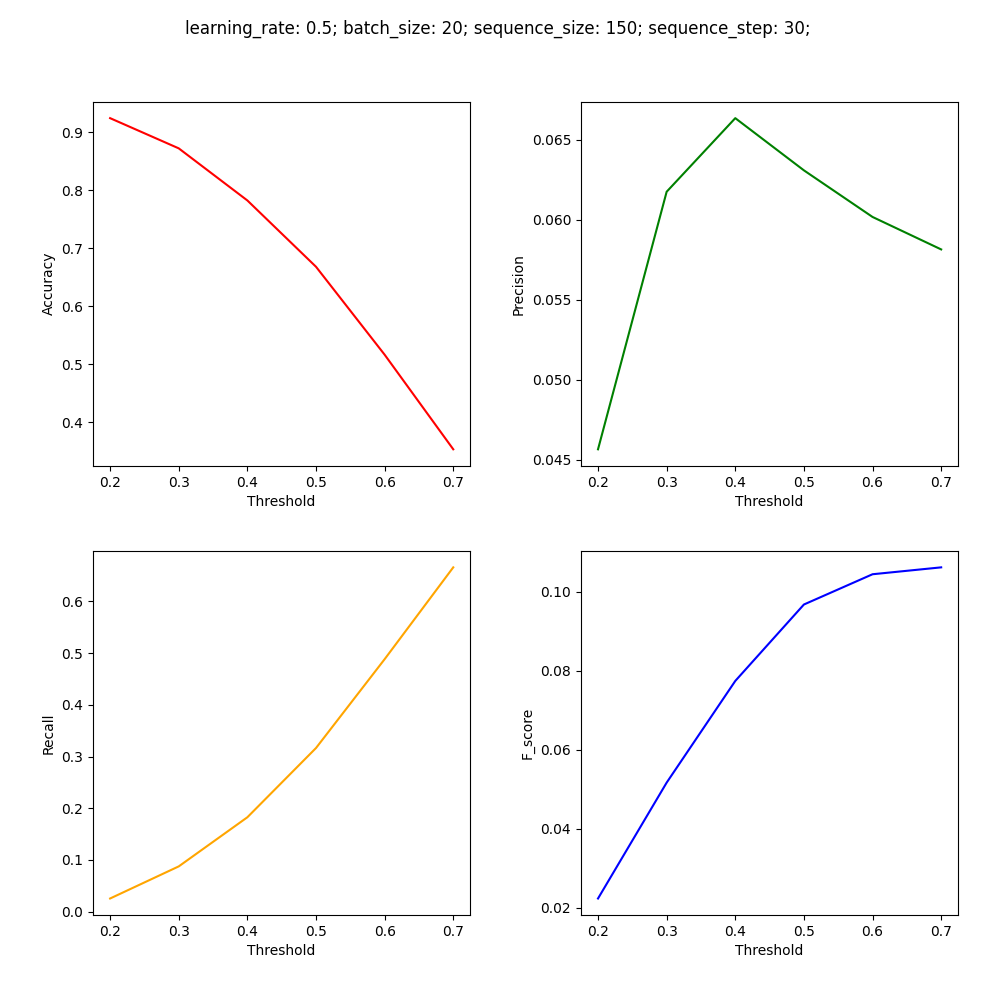 learning_rate: 0.5; batch_size: 20; sequence_size: 150; sequence_step: 30;
Accuracy
0.9
0.8
0.7
0.6
0.5
0.4
0.2 0.3 0.4 0.5 0.6 0.7
Threshold
Precision
0.065
0.060
0.055
0.050
0.045
0.2 0.3 0.4 0.5 0.6 0.7
Threshold
Recall
0.6
0.5
0.4
0.3
0.2
0.1
0.0
0.2 0.3 0.4 0.5 0.6 0.7
Threshold
F_score
0.10
0.08
0.06
0.04
0.02
0.2 0.3 0.4 0.5 0.6 0.7
Threshold